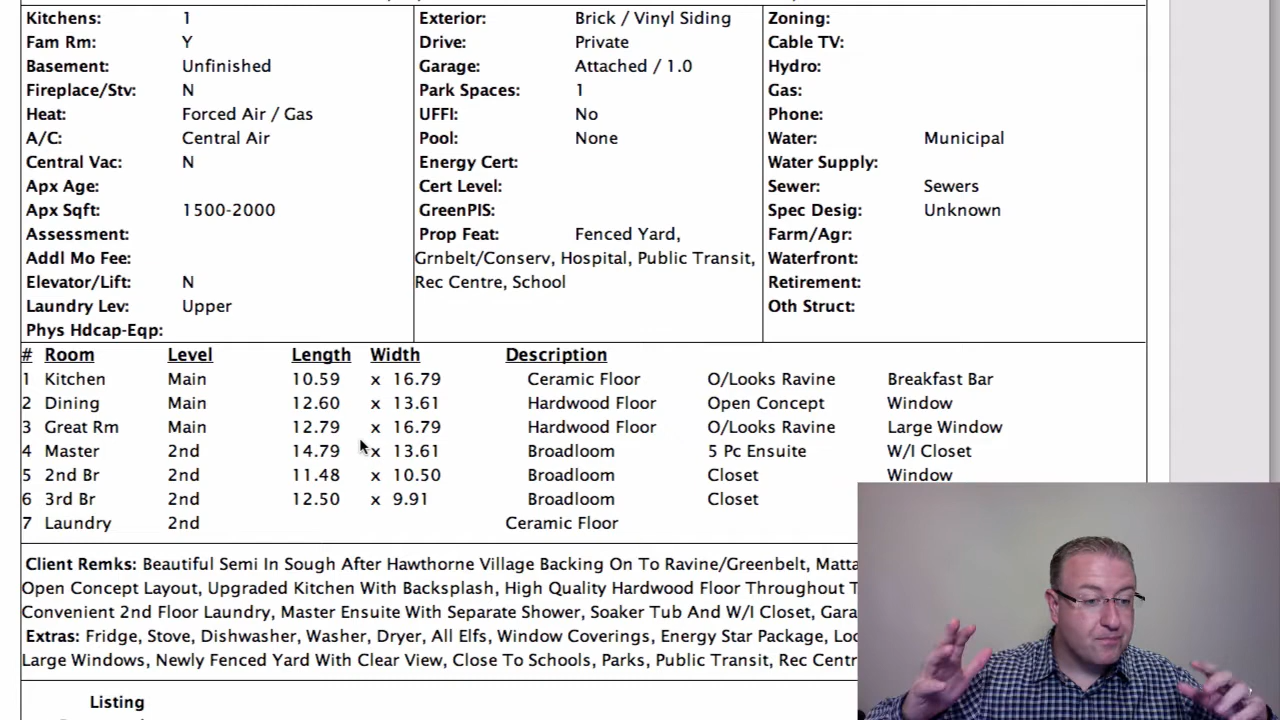 Kitchens: 1 Exterior: Brick / Vinyl Siding Zoning:
Fam Rm: Y Drive: Private Cable TV:
Basement: Unfinished Garage: Attached / 1.0 Hydro:
Fireplace/Stv: N Park Spaces: 1 Gas:
Heat: Forced Air / Gas UFFI: No Phone:
A/C: Central Air Pool: None Water: Municipal
Central Vac: N Energy Cert: Water Supply:
Apx Age: Cert Level: Sewer: Sewers
Apx Sqft: 1500-2000 GreenPIS: Spec Desig: Unknown
Assessment: Prop Feat: Fenced Yard, Farm/Agr:
Addl Mo Fee: Grnbelt/Conserv, Hospital, Public Transit, Waterfront:
Elevator/Lift: N Rec Centre, School Retirement:
Laundry Lev: Upper Oth Struct:
Phys Hdcap-Eqp:
# Room Level Length Width Description
1 Kitchen Main 10.59 x 16.79 Ceramic Floor O/Looks Ravine Breakfast Bar
2 Dining Main 12.60 x 13.61 Hardwood Floor Open Concept Window
3 Great Rm Main 12.79 x 16.79 Hardwood Floor O/Looks Ravine Large Window
4 Master 2nd 14.79 x 13.61 Broadloom 5 Pc Ensuite W/I Closet
5 2nd Br 2nd 11.48 x 10.50 Broadloom Closet Window
6 3rd Br 2nd 12.50 x 9.91 Broadloom Closet
7 Laundry 2nd Ceramic Floor
Client Remks: Beautiful Semi In Sough After Hawthorne Village Backing On To Ravine/Greenbelt, Matta
Open Concept Layout, Upgraded Kitchen With Backsplash, High Quality Hardwood Floor Throughout T
Convenient 2nd Floor Laundry, Master Ensuite With Separate Shower, Soaker Tub And W/I Closet, Gara
Extras: Fridge, Stove, Dishwasher, Washer, Dryer, All Elfs, Window Coverings, Energy Star Package, Loc
Large Windows, Newly Fenced Yard With Clear View, Close To Schools, Parks, Public Transit, Rec Centr
Listing